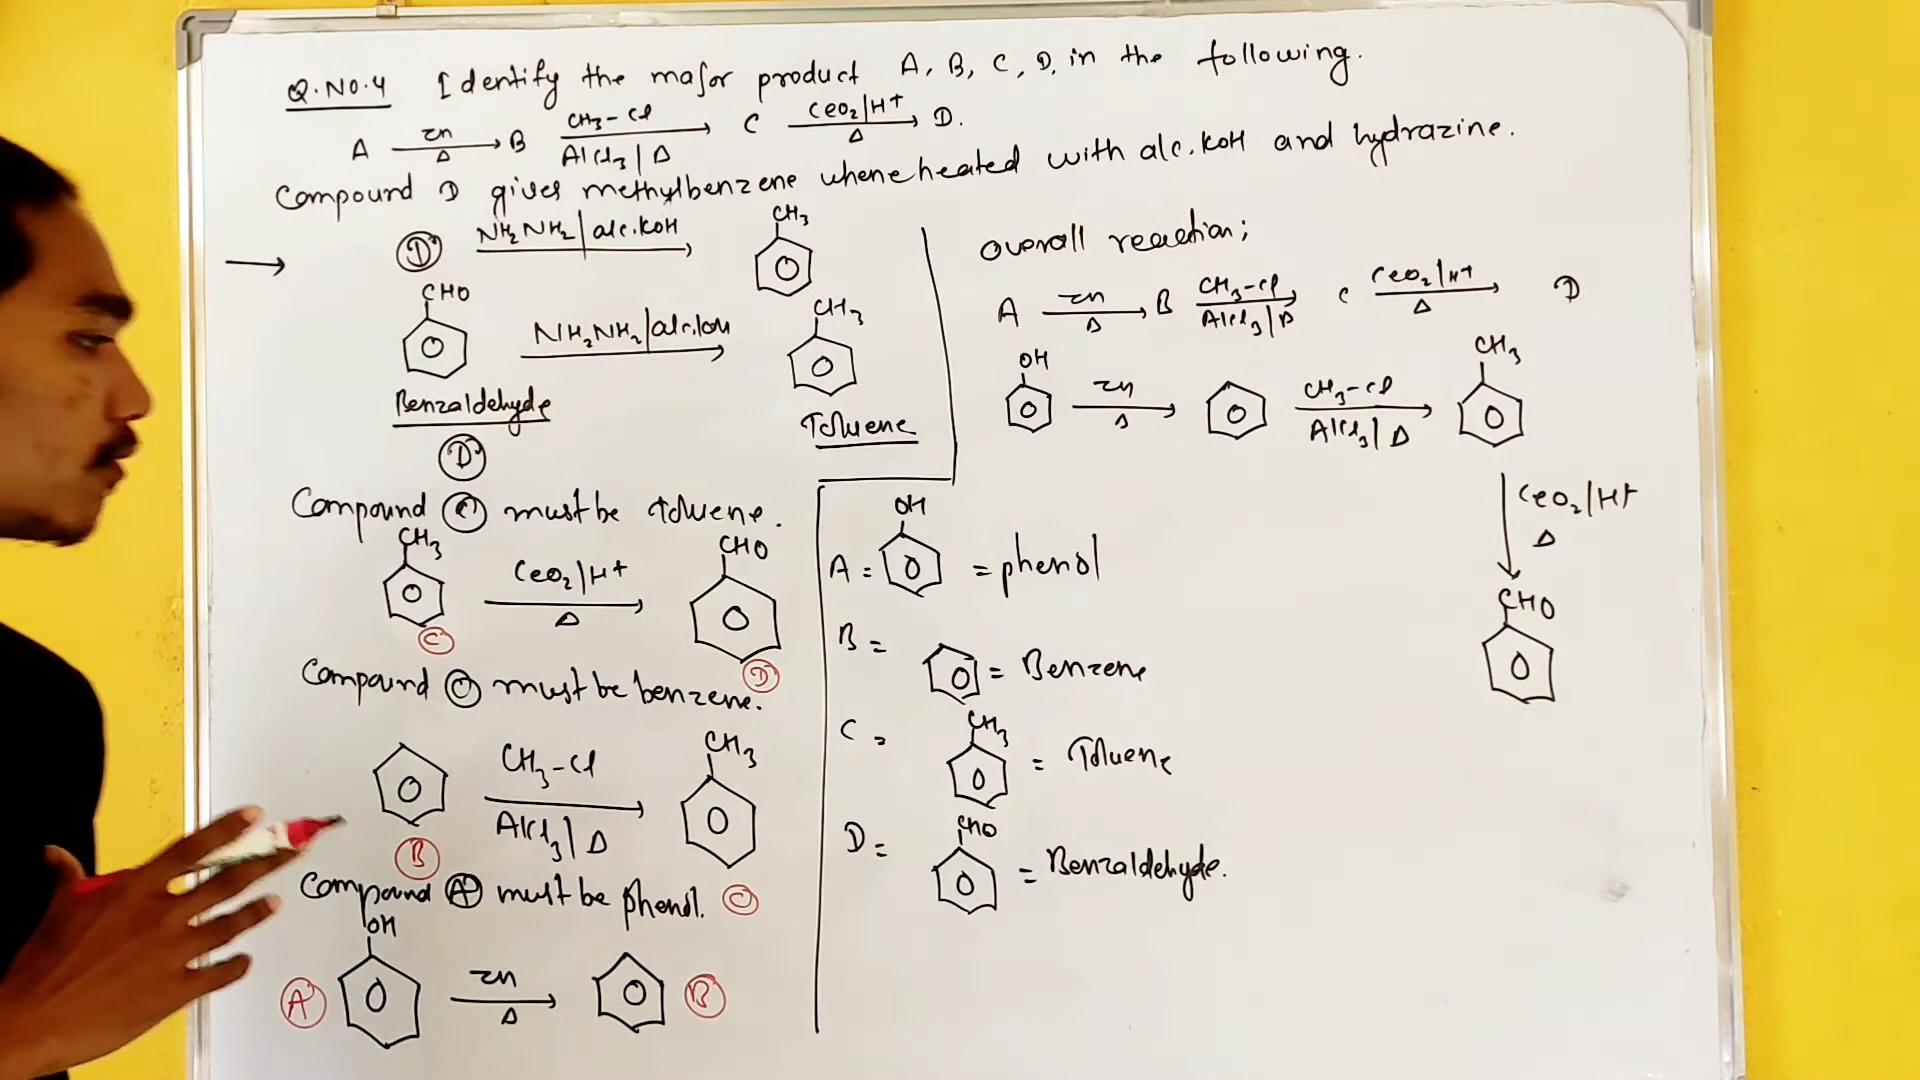 Q.NO.4 Identify the major product A, B, C, D, in the following.
A Zn Δ B CH3-Cl AlCl3|Δ C CeO2|H+ Δ D.
Compound D gives methylbenzene whene heated with alc.KOH and hydrazine.
D NH2NH2|alc.KOH CH3
CHO NH2NH2|alc.KOH CH3
Benzaldehyde Toluene
D
Compound C must be toluene.
CH3 CeO2|H+ Δ CHO
C D
Compound C must be benzene.
CH3-Cl AlCl3|Δ CH3
B C
Compound A must be phenol.
OH Zn Δ
A B
Overall reaction;
A Zn Δ B CH3-Cl AlCl3|Δ C CeO2|H+ Δ D
OH Zn Δ CH3-Cl AlCl3|Δ CH3
CeO2|H+
Δ
CHO
OH
A = = phenol
B = = Benzene
CH3
C = = Toluene
CHO
D = = Benzaldehyde.